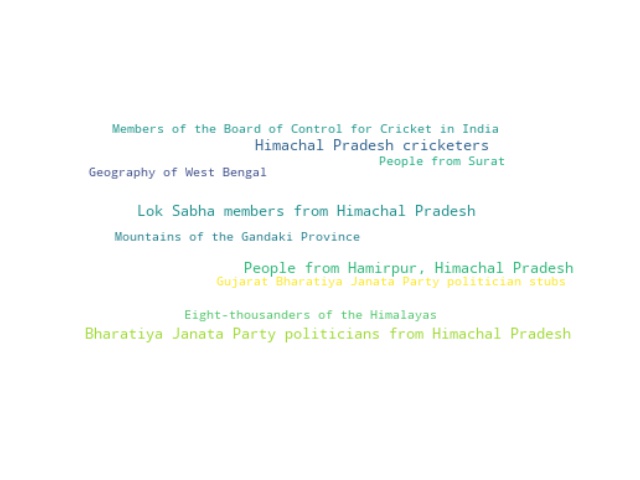 Members of the Board of Control for Cricket in India
Himachal Pradesh cricketers
People from Surat
Geography of West Bengal
Lok Sabha members from Himachal Pradesh
Mountains of the Gandaki Province
People from Hamirpur, Himachal Pradesh
Gujarat Bharatiya Janata Party politician stubs
Eight-thousanders of the Himalayas
Bharatiya Janata Party politicians from Himachal Pradesh